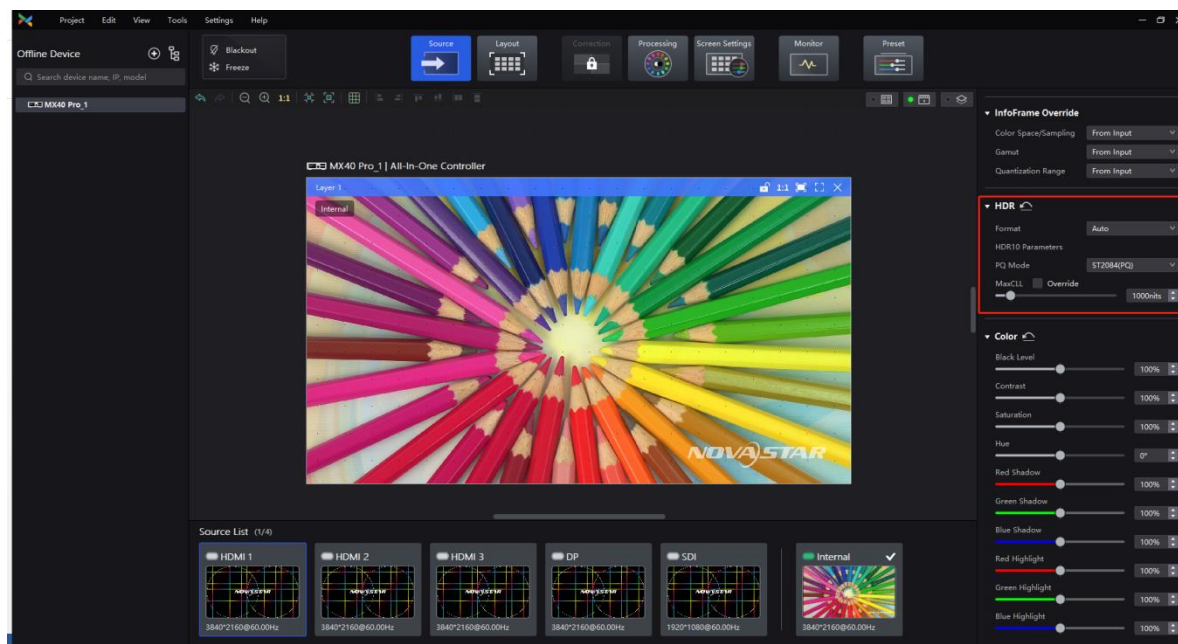 Project Edit View Tools Settings Help
Offline Device
Search device name, IP, model
MX40 Pro_1
Blackout
Freeze
Source Layout Correction Processing Screen Settings Monitor Preset
1:1
MX40 Pro_1 | All-In-One Controller
Layer 1 1:1
Internal
NOVASTAR
Source List (1/4)
HDMI 1
NOVASTAR
3840*2160@60.00Hz
HDMI 2
NOVASTAR
3840*2160@60.00Hz
HDMI 3
NOVASTAR
3840*2160@60.00Hz
DP
NOVASTAR
3840*2160@60.00Hz
SDI
NOVASTAR
1920*1080@60.00Hz
Internal
3840*2160@60.00Hz
InfoFrame Override
Color Space/Sampling From Input
Gamut From Input
Quantization Range From Input
HDR
Format Auto
HDR10 Parameters
PQ Mode ST2084(PQ)
MaxCLL Override
1000nits
Color
Black Level
100%
Contrast
100%
Saturation
100%
Hue
0°
Red Shadow
100%
Green Shadow
100%
Blue Shadow
100%
Red Highlight
100%
Green Highlight
100%
Blue Highlight
100%